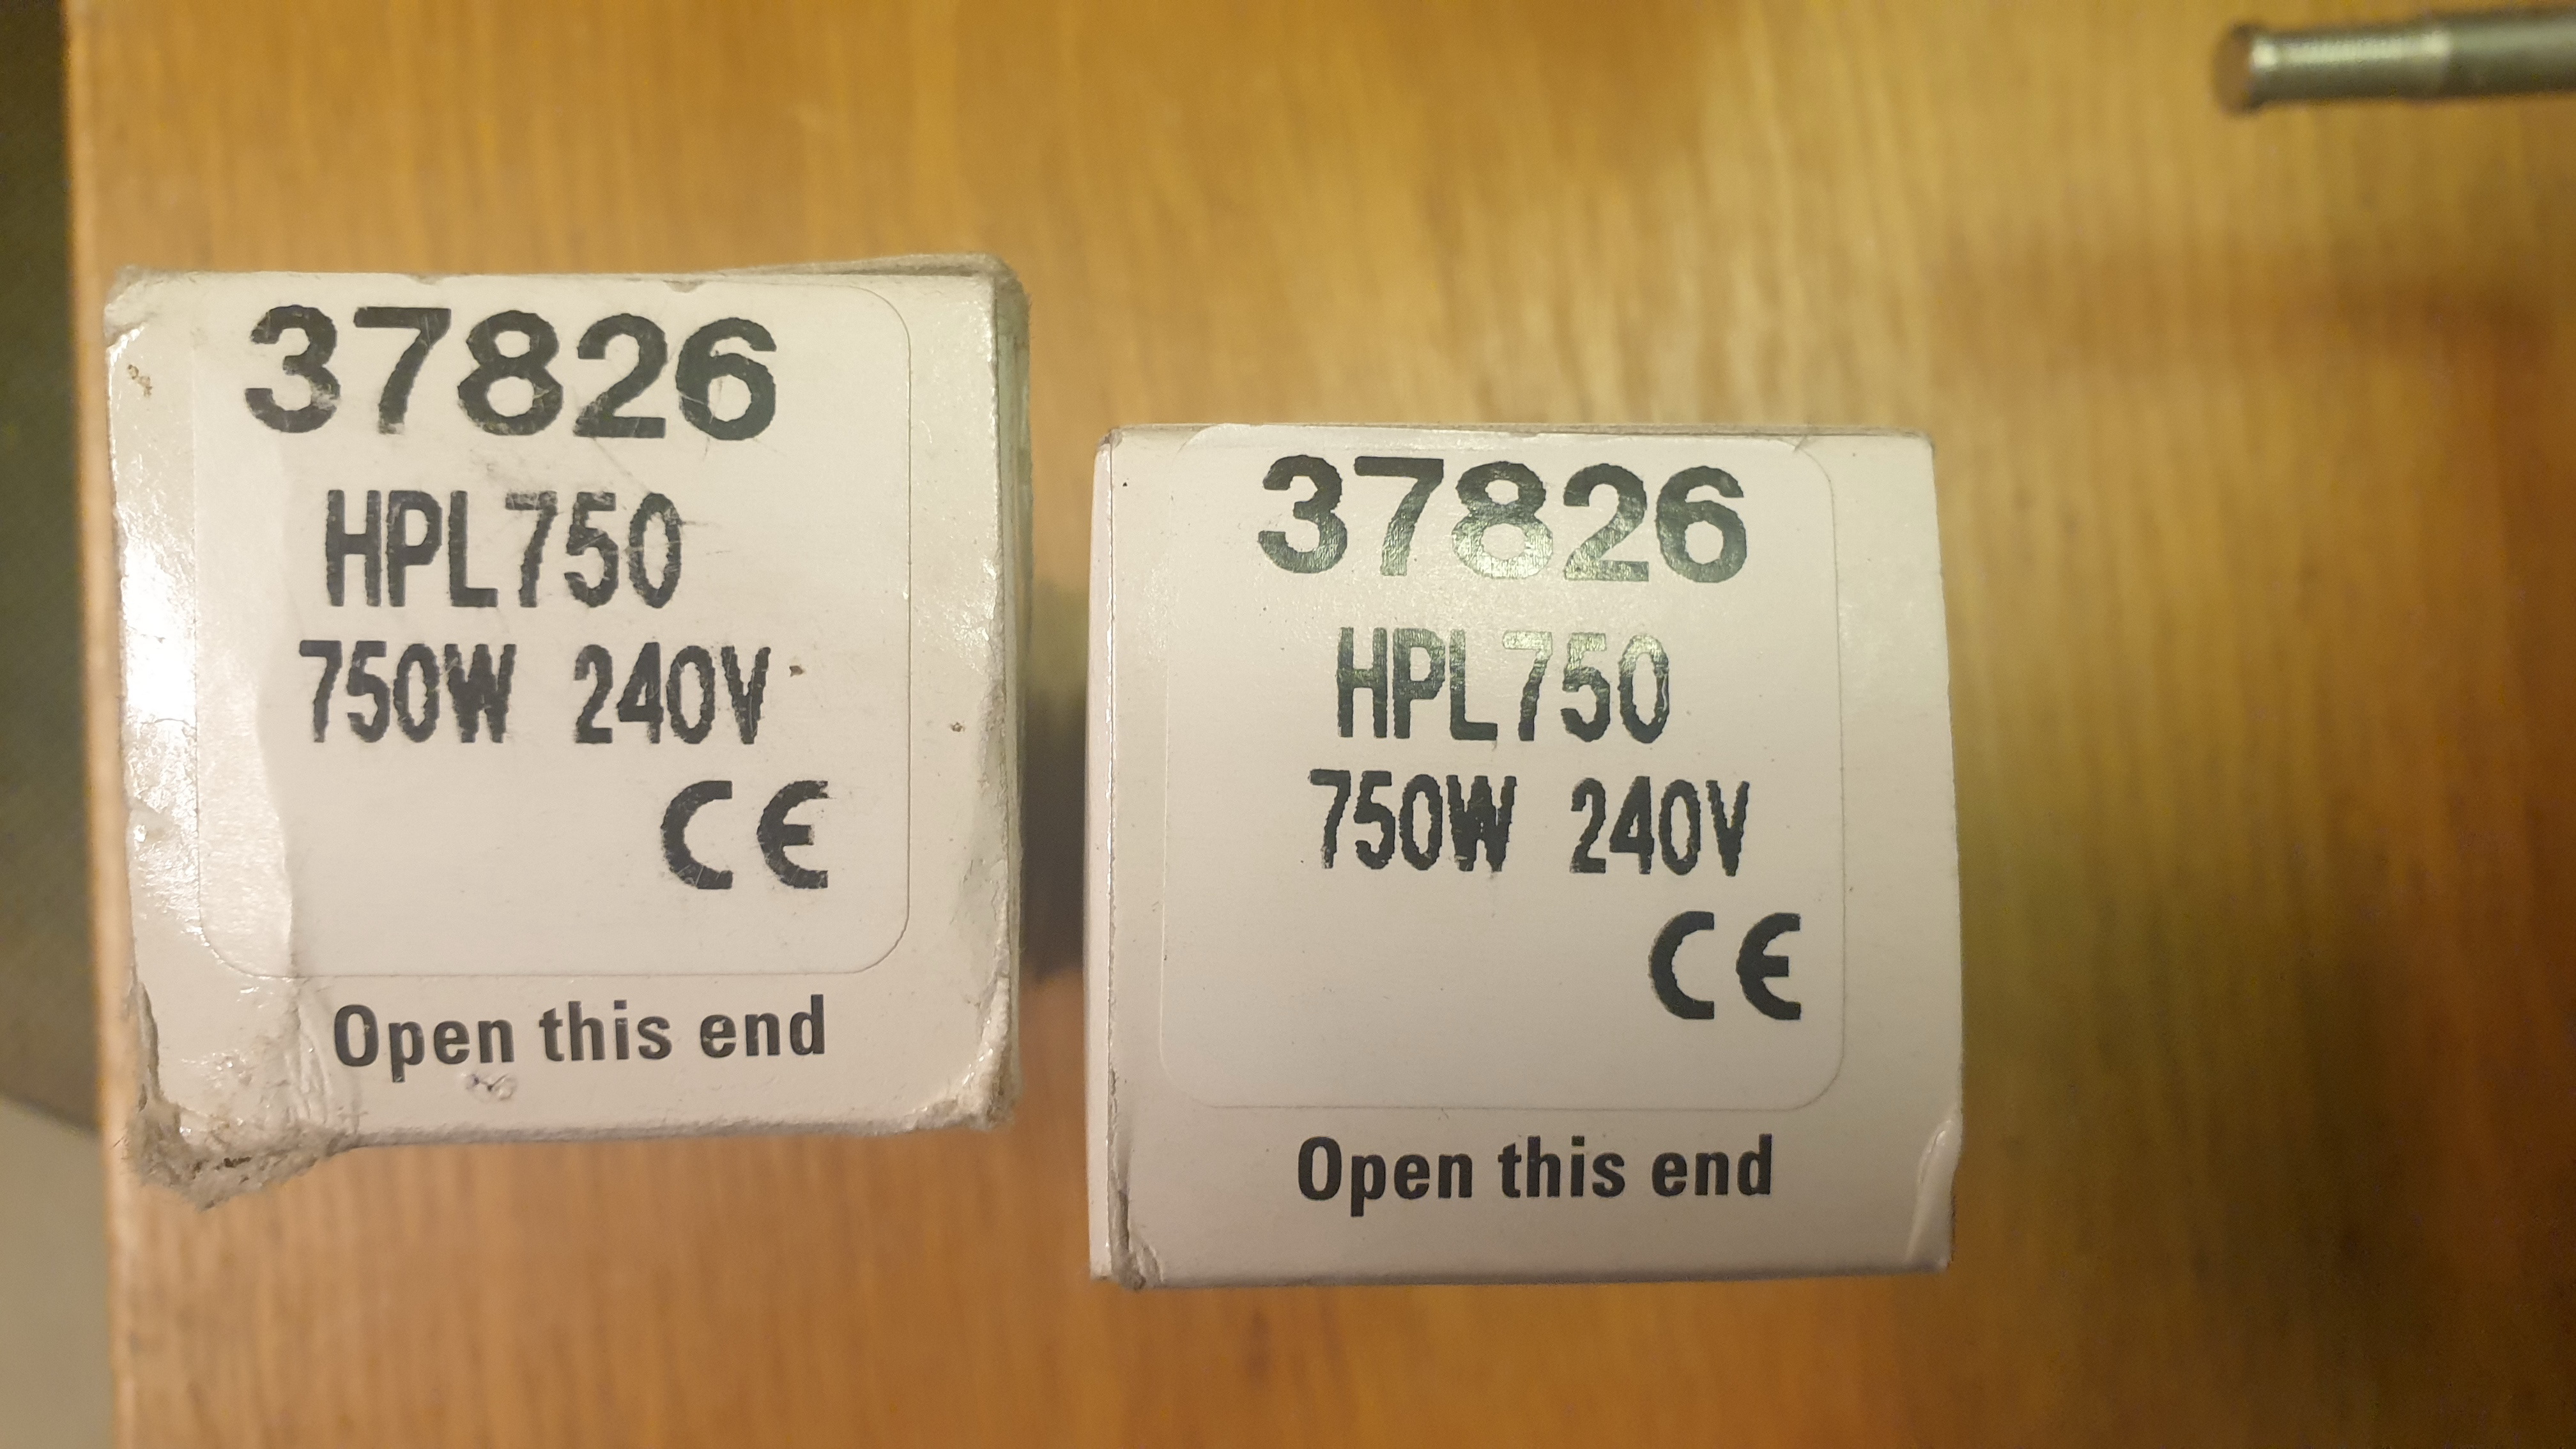 37826
HPL750
750W 240V
CE
Open this end
37826
HPL750
750W 240V
CE
Open this end